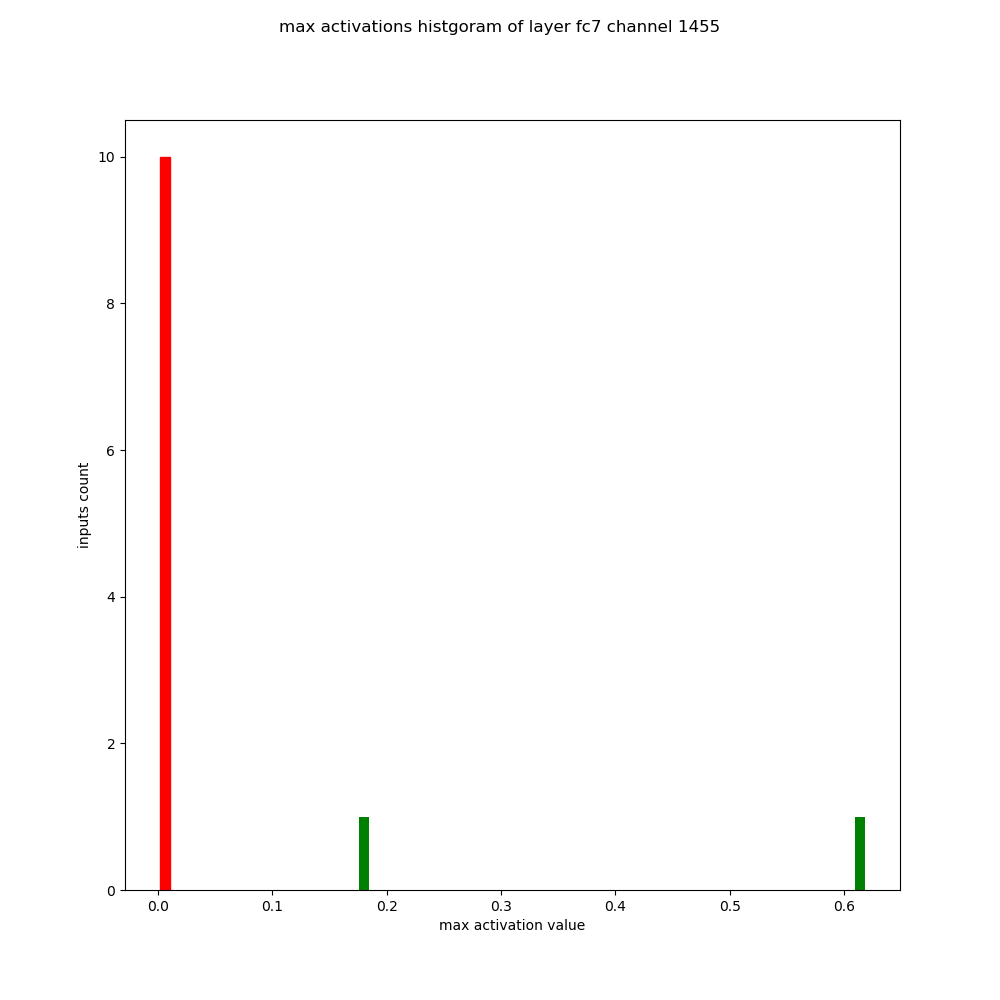 max activations histgoram of layer fc7 channel 1455
10
8
6
4
2
0
inputs count
0.0 0.1 0.2 0.3 0.4 0.5 0.6
max activation value